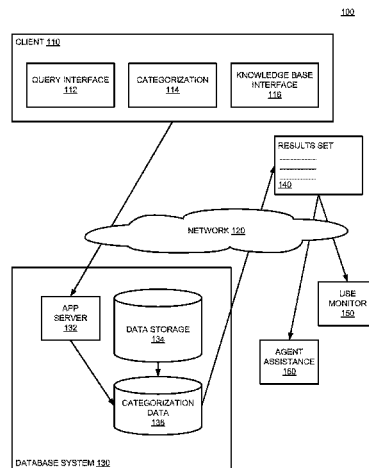 100
CLIENT 110
QUERY INTERFACE
112
CATEGORIZATION
114
KNOWLEDGE BASE
INTERFACE
116
RESULTS SET
140
NETWORK 120
APP
SERVER
132
DATA STORAGE
134
USE
MONITOR
150
AGENT
ASSISTANCE
160
CATEGORIZATION
DATA
136
DATABASE SYSTEM 130